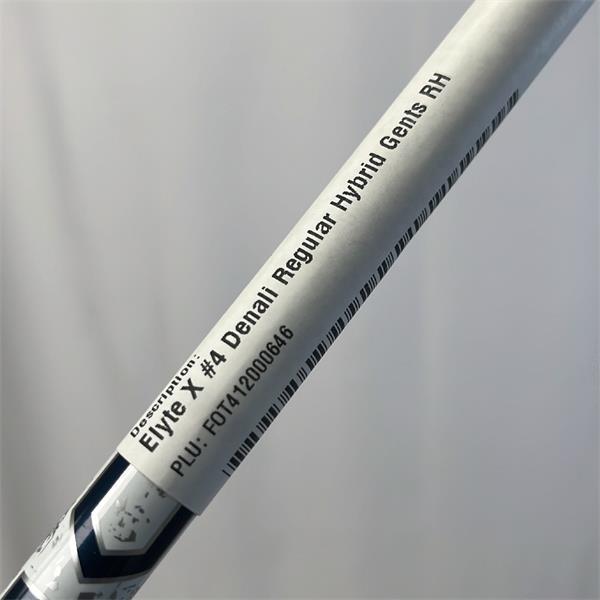 Description:
Elyte X #4 Denali Regular Hybrid Gents RH
PLU: FOT412000646